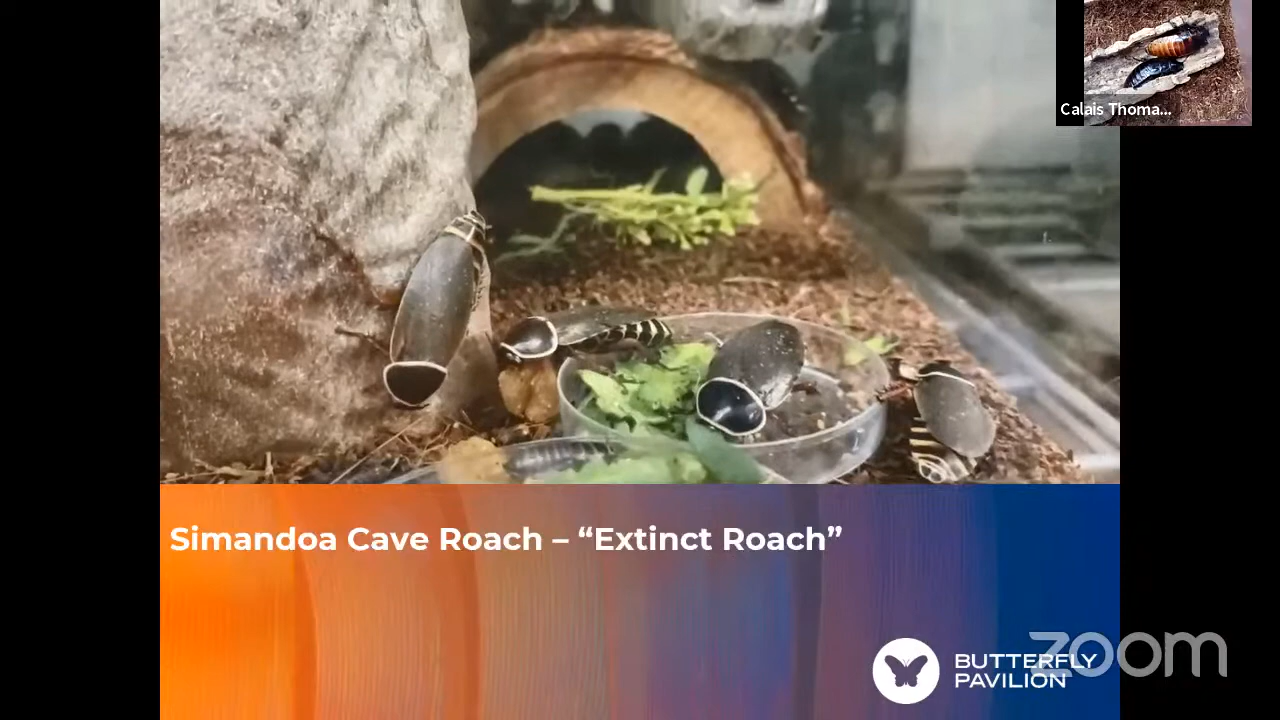 Calais Thoma...
Simandoa Cave Roach – “Extinct Roach”
BUTTERFLY
PAVILION
zoom